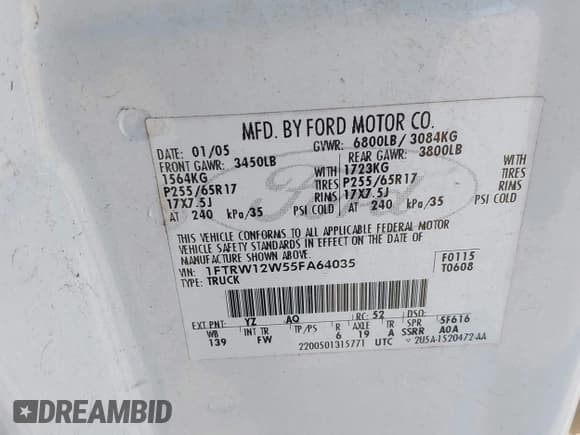 MFD. BY FORD MOTOR CO.
DATE: 01/05 GVWR: 6800LB/ 3084KG
FRONT GAWR: 3450LB REAR GAWR: 3800LB
1564KG WITH 1723KG WITH
P255/65R17 TIRES P255/65R17 TIRES
17X7.5J RIMS 17X7.5J RIMS
AT 240 kPa/35 PSI COLD AT 240 kPa/35 PSI COLD
THIS VEHICLE CONFORMS TO ALL APPLICABLE FEDERAL MOTOR
VEHICLE SAFETY STANDARDS IN EFFECT ON THE DATE OF
MANUFACTURE SHOWN ABOVE.
VIN: 1FTRW12W55FA64035 F0115
TYPE: TRUCK T0608
EXT PNT: YZ AQ RC: 52 DSO:
WB INT TR TP/PS R AXLE TR SPR 5F616
139 FW 6 19 A SSRR A0A
2200501315771 UTC 2U5A-1520472-AA
Ford
DREAMBID